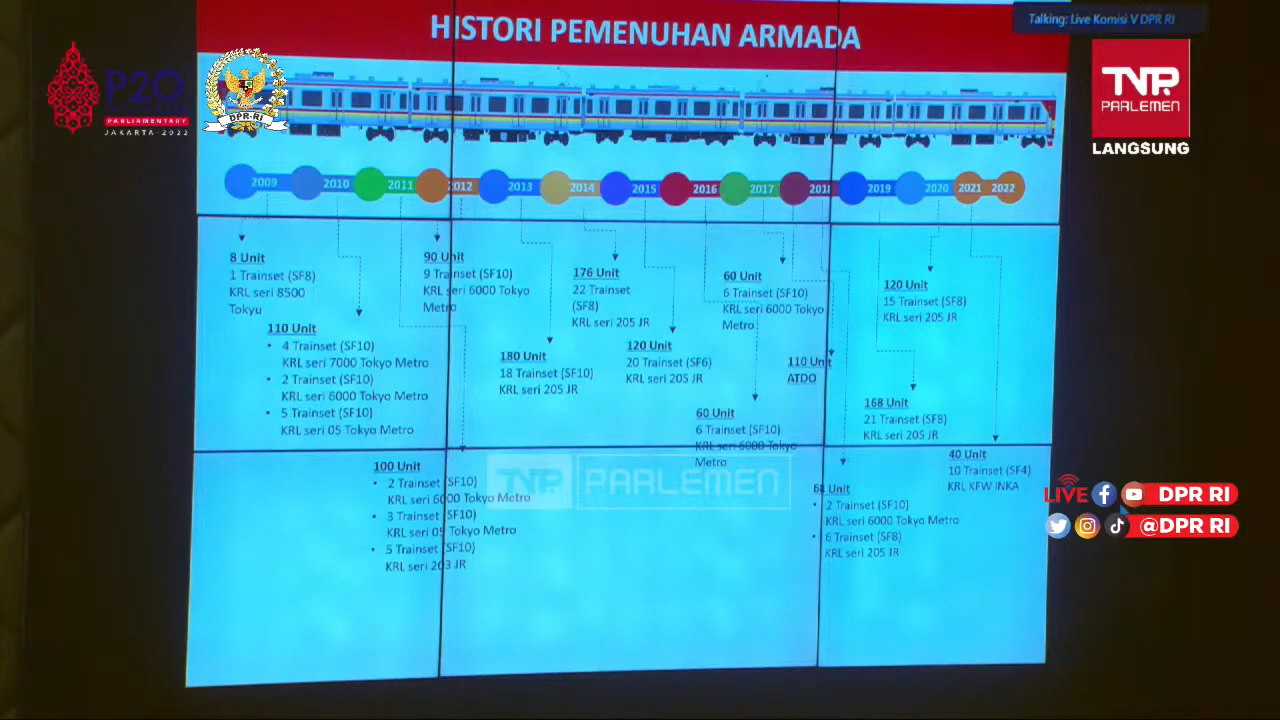 HISTORI PEMENUHAN ARMADA
Talking: Live Komisi V DPR RI
P20
PARLIAMENTARY
JAKARTA-2022
DPR-RI
TVP
PARLEMEN
LANGSUNG
2009 2010 2011 2012 2013 2014 2015 2016 2017 2018 2019 2020 2021 2022
8 Unit
1 Trainset (SF8)
KRL seri 8500
Tokyu
110 Unit
• 4 Trainset (SF10)
KRL seri 7000 Tokyo Metro
• 2 Trainset (SF10)
KRL seri 6000 Tokyo Metro
• 5 Trainset (SF10)
KRL seri 05 Tokyo Metro
100 Unit
• 2 Trainset (SF10)
KRL seri 6000 Tokyo Metro
• 3 Trainset (SF10)
KRL seri 05 Tokyo Metro
• 5 Trainset (SF10)
KRL seri 203 JR
90 Unit
9 Trainset (SF10)
KRL seri 6000 Tokyo
Metro
180 Unit
18 Trainset (SF10)
KRL seri 205 JR
176 Unit
22 Trainset
(SF8)
KRL seri 205 JR
120 Unit
20 Trainset (SF6)
KRL seri 205 JR
60 Unit
6 Trainset (SF10)
KRL seri 6000 Tokyo
Metro
60 Unit
6 Trainset (SF10)
KRL seri 6000 Tokyo
Metro
110 Unit
ATDO
68 Unit
• 2 Trainset (SF10)
KRL seri 6000 Tokyo Metro
• 6 Trainset (SF8)
KRL seri 205 JR
168 Unit
21 Trainset (SF8)
KRL seri 205 JR
120 Unit
15 Trainset (SF8)
KRL seri 205 JR
40 Unit
10 Trainset (SF4)
KRL KFW INKA
TVP PARLEMEN
LIVE DPR RI
@DPR RI